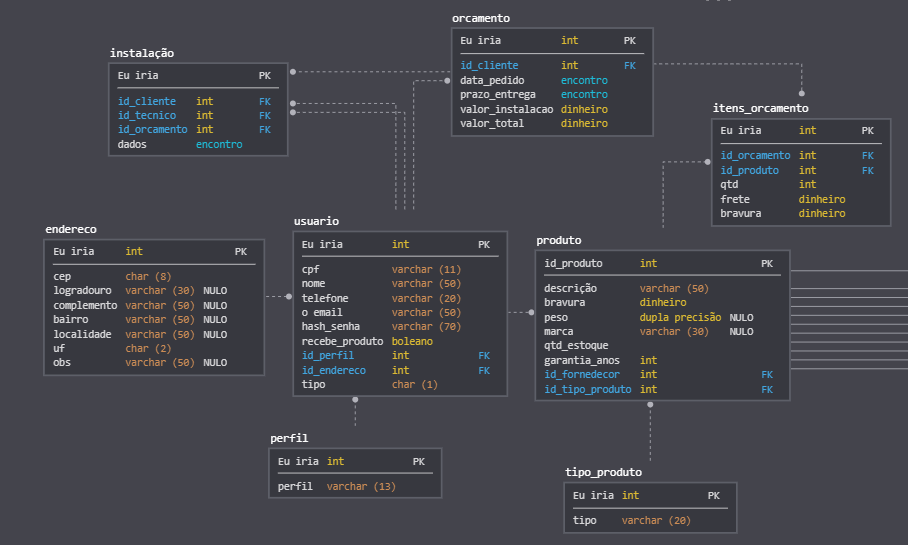 orcamento
Eu iria int PK
id_cliente int FK
data_pedido encontro
prazo_entrega encontro
valor_instalacao dinheiro
valor_total dinheiro
instalação
Eu iria PK
id_cliente int FK
id_tecnico int FK
id_orcamento int FK
dados encontro
itens_orcamento
Eu iria int PK
id_orcamento int FK
id_produto int FK
qtd int
frete dinheiro
bravura dinheiro
endereco
Eu iria int PK
cep char (8)
logradouro varchar (30) NULO
complemento varchar (50) NULO
bairro varchar (50) NULO
localidade varchar (50) NULO
uf char (2)
obs varchar (50) NULO
usuario
Eu iria int PK
cpf varchar (11)
nome varchar (50)
telefone varchar (20)
o email varchar (50)
hash_senha varchar (70)
recebe_produto boleano
id_perfil int FK
id_endereco int FK
tipo char (1)
produto
id_produto int PK
descrição varchar (50)
bravura dinheiro
peso dupla precisão NULO
marca varchar (30) NULO
qtd_estoque
garantia_anos int
id_fornedecor int FK
id_tipo_produto int FK
perfil
Eu iria int PK
perfil varchar (13)
tipo_produto
Eu iria int PK
tipo varchar (20)